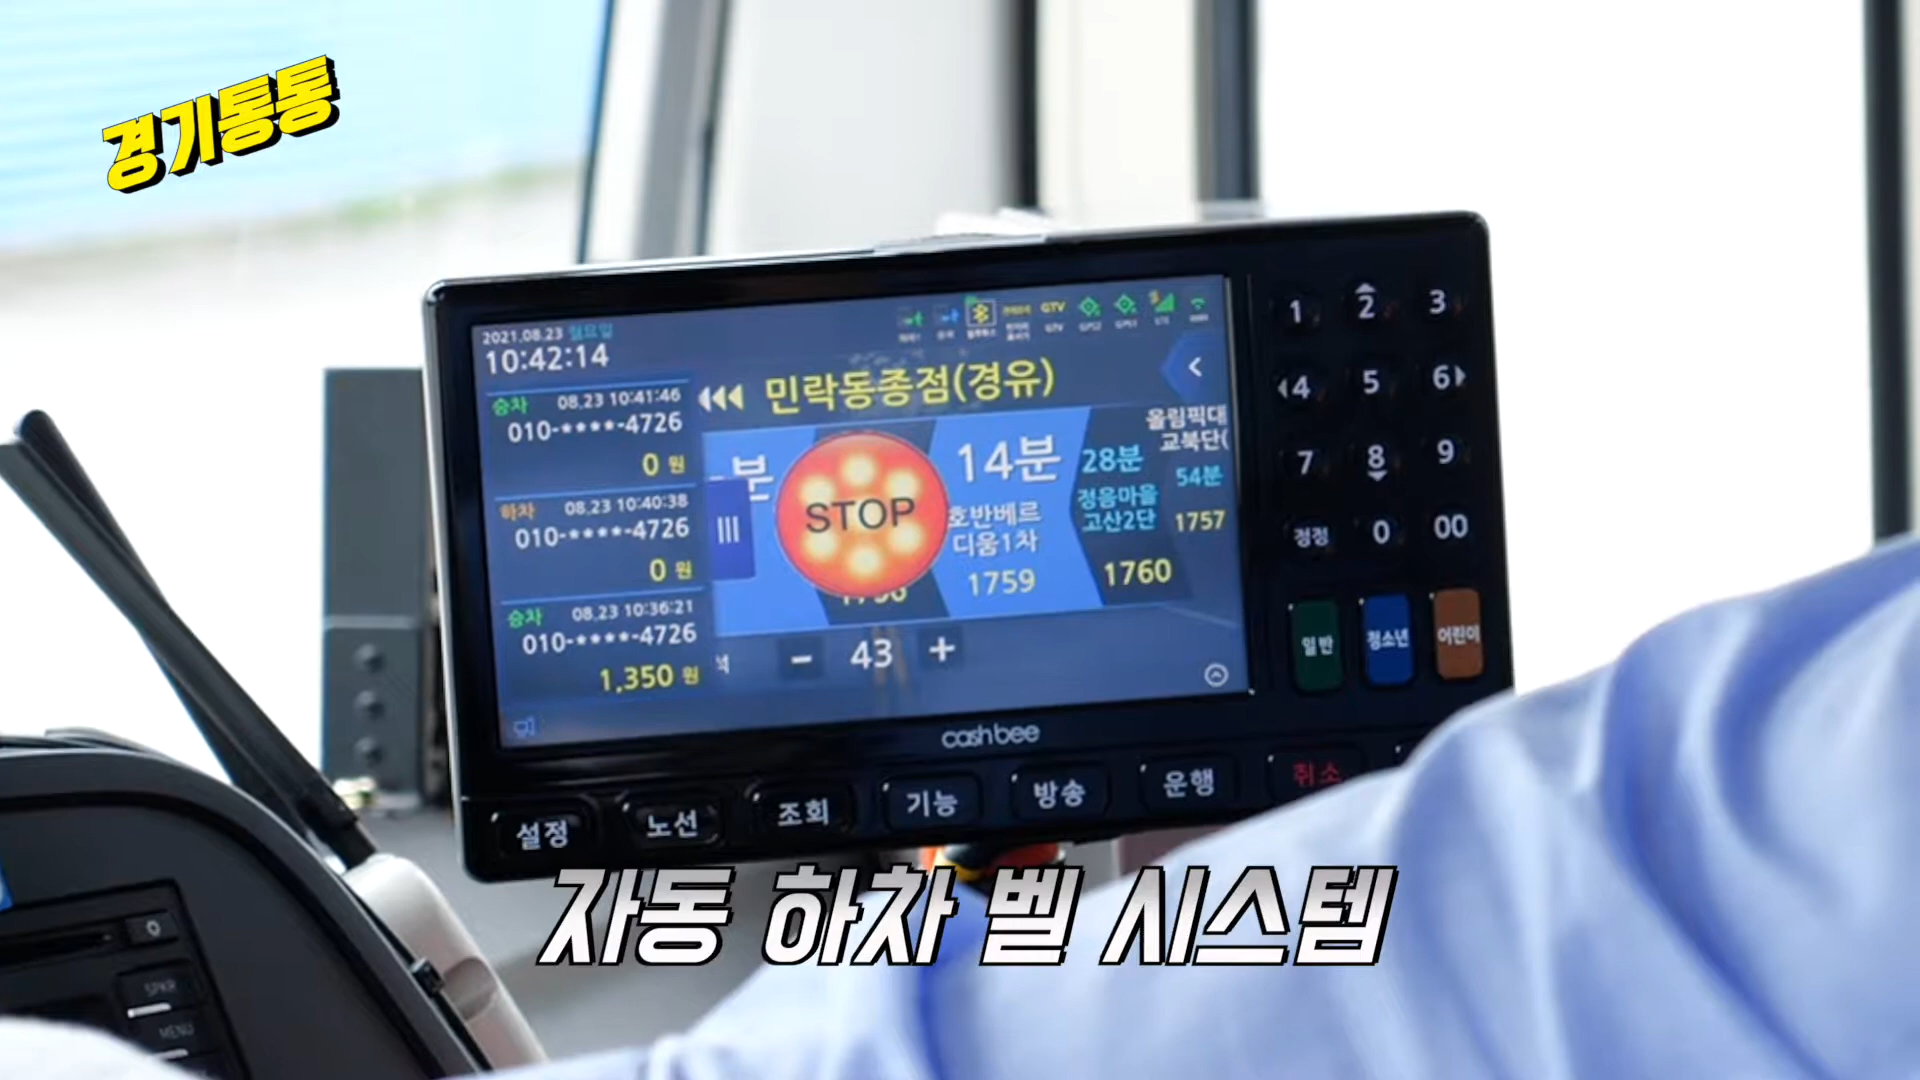 경기통통
2021.08.23 월요일
10:42:14
승차 08.23 10:41:46
010-****-4726
0 원
하차 08.23 10:40:38
010-****-4726
0 원
승차 08.23 10:36:21
010-****-4726
1,350 원
GTV
GTV
민락동종점(경유)
분
STOP
14분
호반베르
디움1차
1759
28분
정음마을
고산2단
1760
올림픽대
교북단(
54분
1757
석
- 43 +
cashbee
1 2 3
4 5 6
7 8 9
정정 0 00
일반 청소년 어린이
설정 노선 조회 기능 방송 운행 취소
SPKR
MENU
자동 하차 벨 시스템